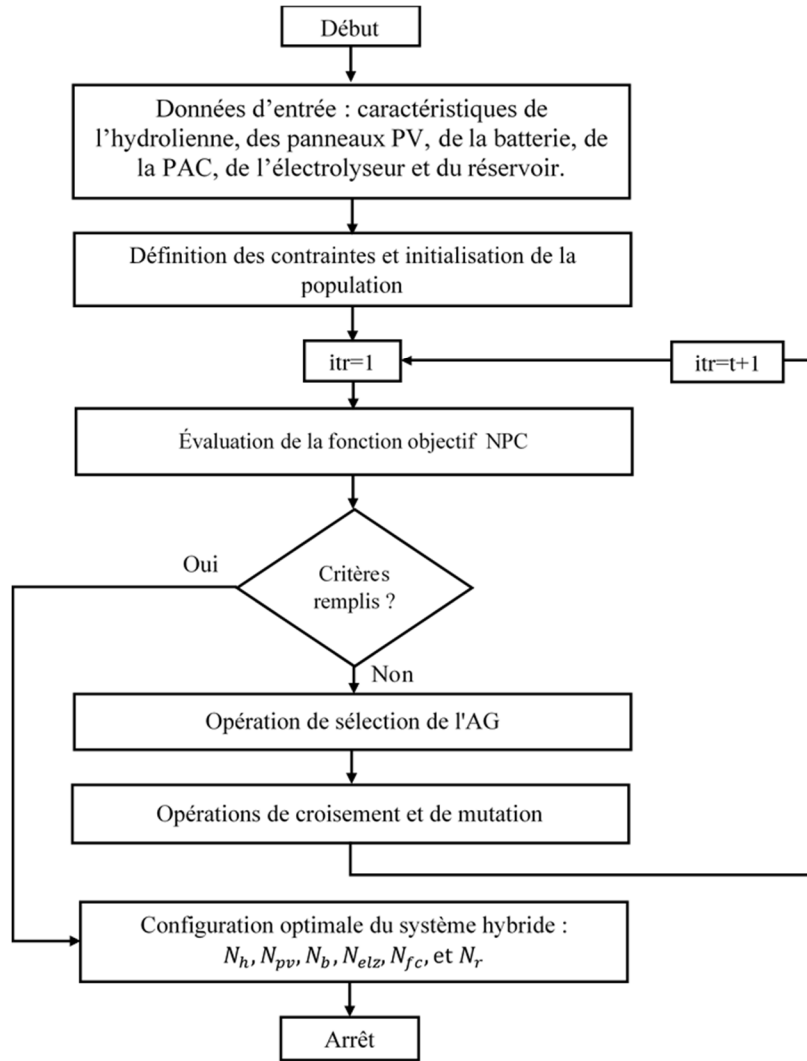 Début
Données d’entrée : caractéristiques de
l’hydrolienne, des panneaux PV, de la batterie, de
la PAC, de l’électrolyseur et du réservoir.
Définition des contraintes et initialisation de la
population
itr=1
itr=t+1
Évaluation de la fonction objectif NPC
Oui
Critères
remplis ?
Non
Opération de sélection de l'AG
Opérations de croisement et de mutation
Configuration optimale du système hybride :
N_h, N_pv, N_b, N_elz, N_fc, et N_r
Arrêt